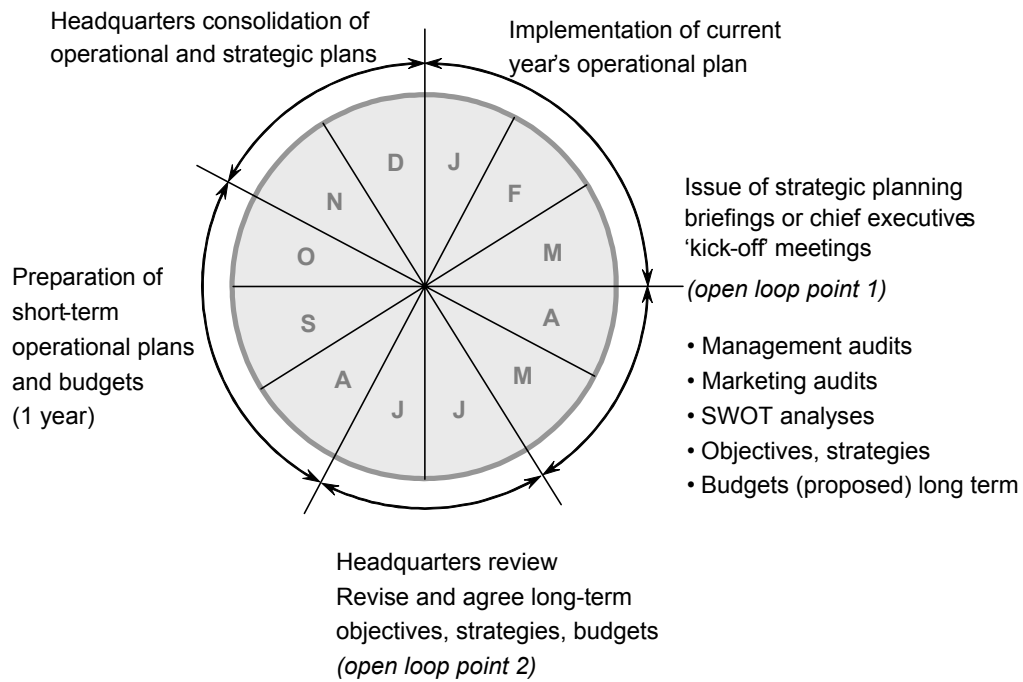 Headquarters consolidation of
operational and strategic plans
Implementation of current
year's operational plan
D
J
N
F
O
M
S
A
A
M
J
J
Issue of strategic planning
briefings or chief executives
‘kick-off’ meetings
(open loop point 1)
• Management audits
• Marketing audits
• SWOT analyses
• Objectives, strategies
• Budgets (proposed) long term
Preparation of
short-term
operational plans
and budgets
(1 year)
Headquarters review
Revise and agree long-term
objectives, strategies, budgets
(open loop point 2)